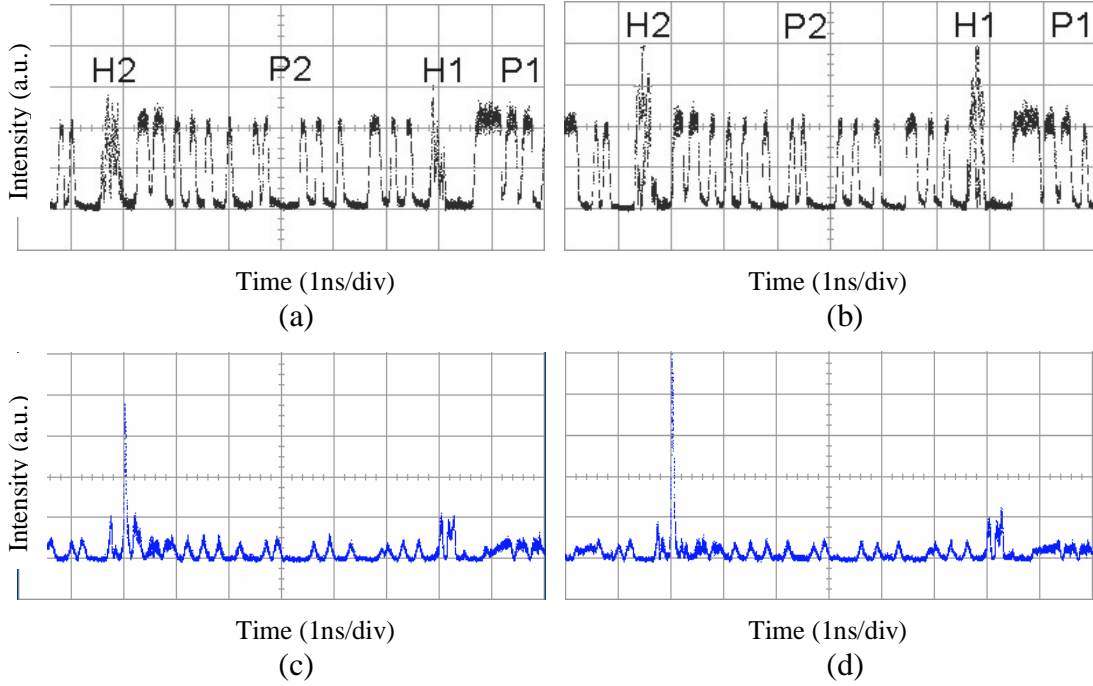 H2 P2 H1 P1
Intensity (a.u.)
Time (1ns/div)
(a)
H2 P2 H1 P1
Time (1ns/div)
(b)
Intensity (a.u.)
Time (1ns/div)
(c)
Time (1ns/div)
(d)